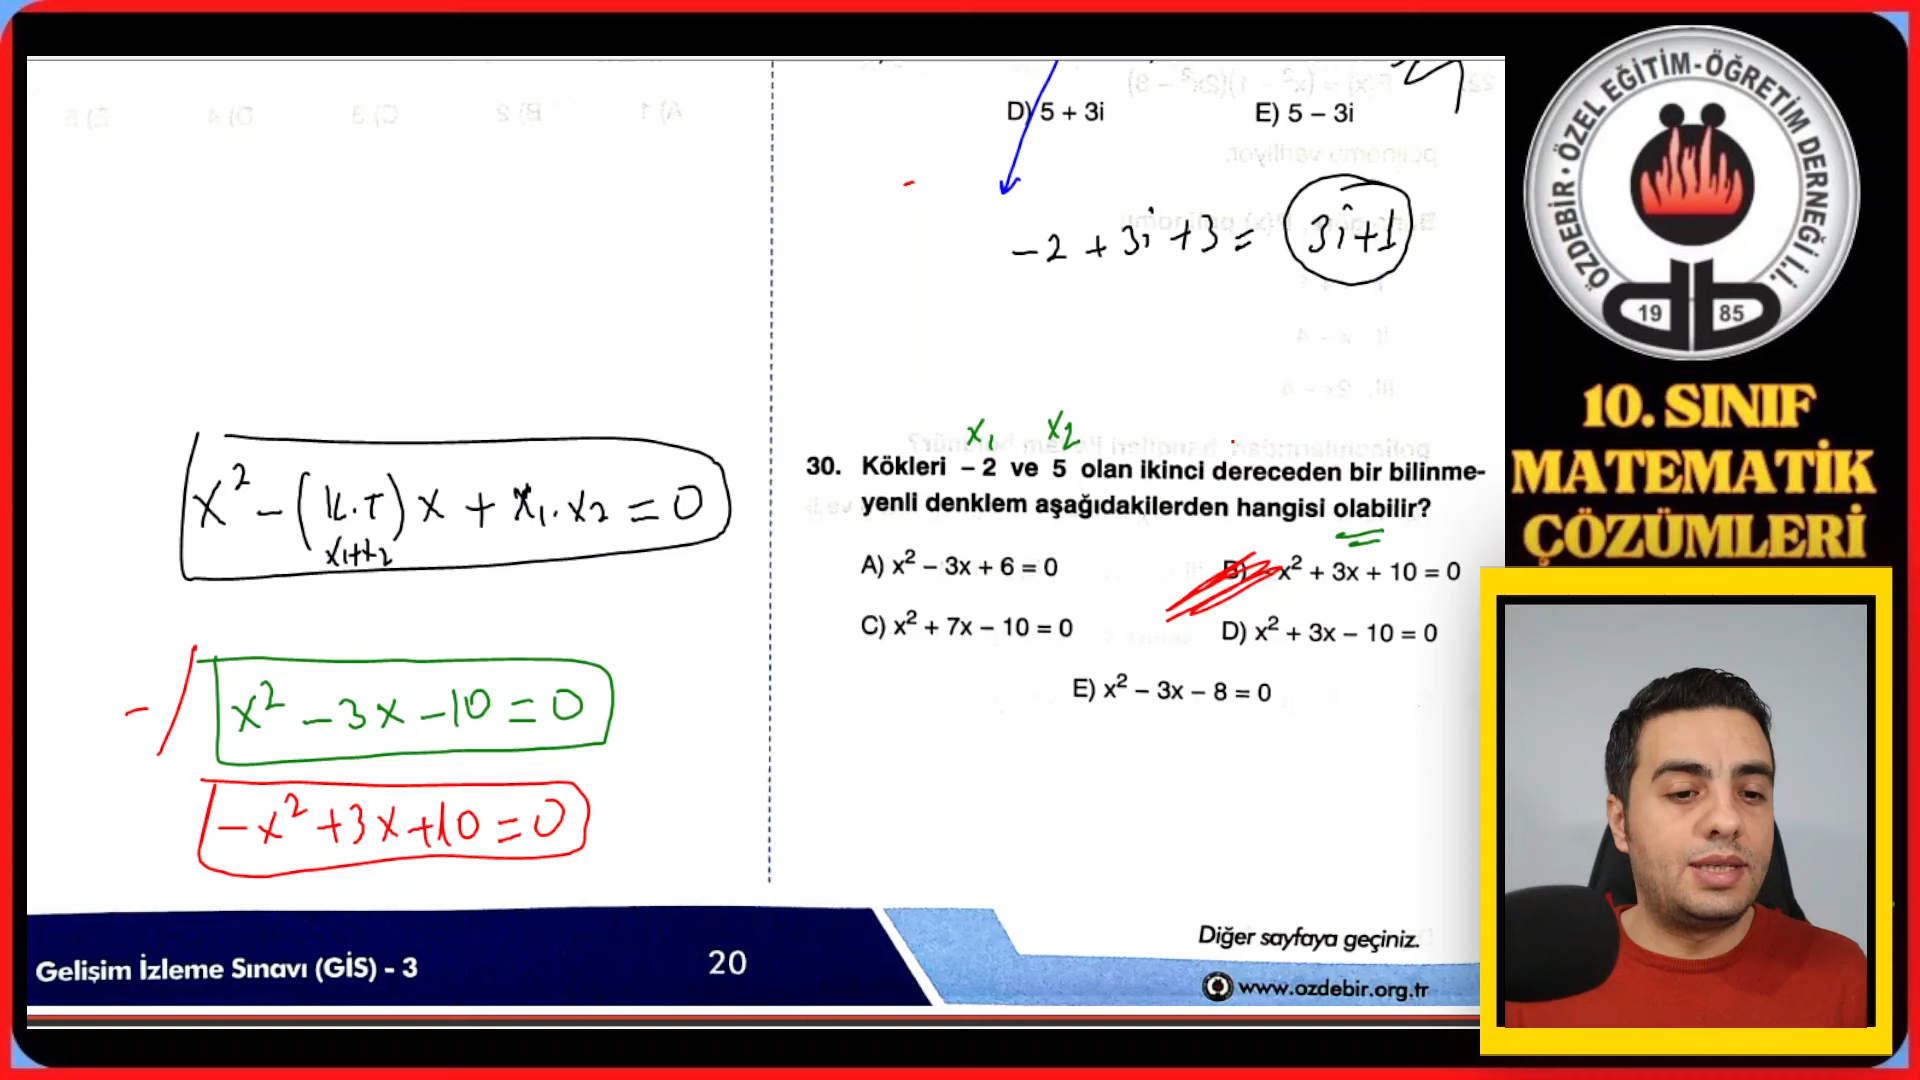 D) 5 + 3i
E) 5 − 3i
−2 + 3i + 3 = 3i+1
x₁ x₂
30. Kökleri − 2 ve 5 olan ikinci dereceden bir bilinme-
yenli denklem aşağıdakilerden hangisi olabilir?
A) x² − 3x + 6 = 0
B) −x² + 3x + 10 = 0
C) x² + 7x − 10 = 0
D) x² + 3x − 10 = 0
E) x² − 3x − 8 = 0
x² − (K.T) x + x₁.x₂ = 0
x₁+x₂
−/ x² − 3x − 10 = 0
−x² + 3x + 10 = 0
Gelişim İzleme Sınavı (GİS) - 3
20
Diğer sayfaya geçiniz.
www.ozdebir.org.tr
ÖZDEBİR · ÖZEL EĞİTİM-ÖĞRETİM DERNEĞİ İ.İ.
19 85
10. SINIF
MATEMATİK
ÇÖZÜMLERİ